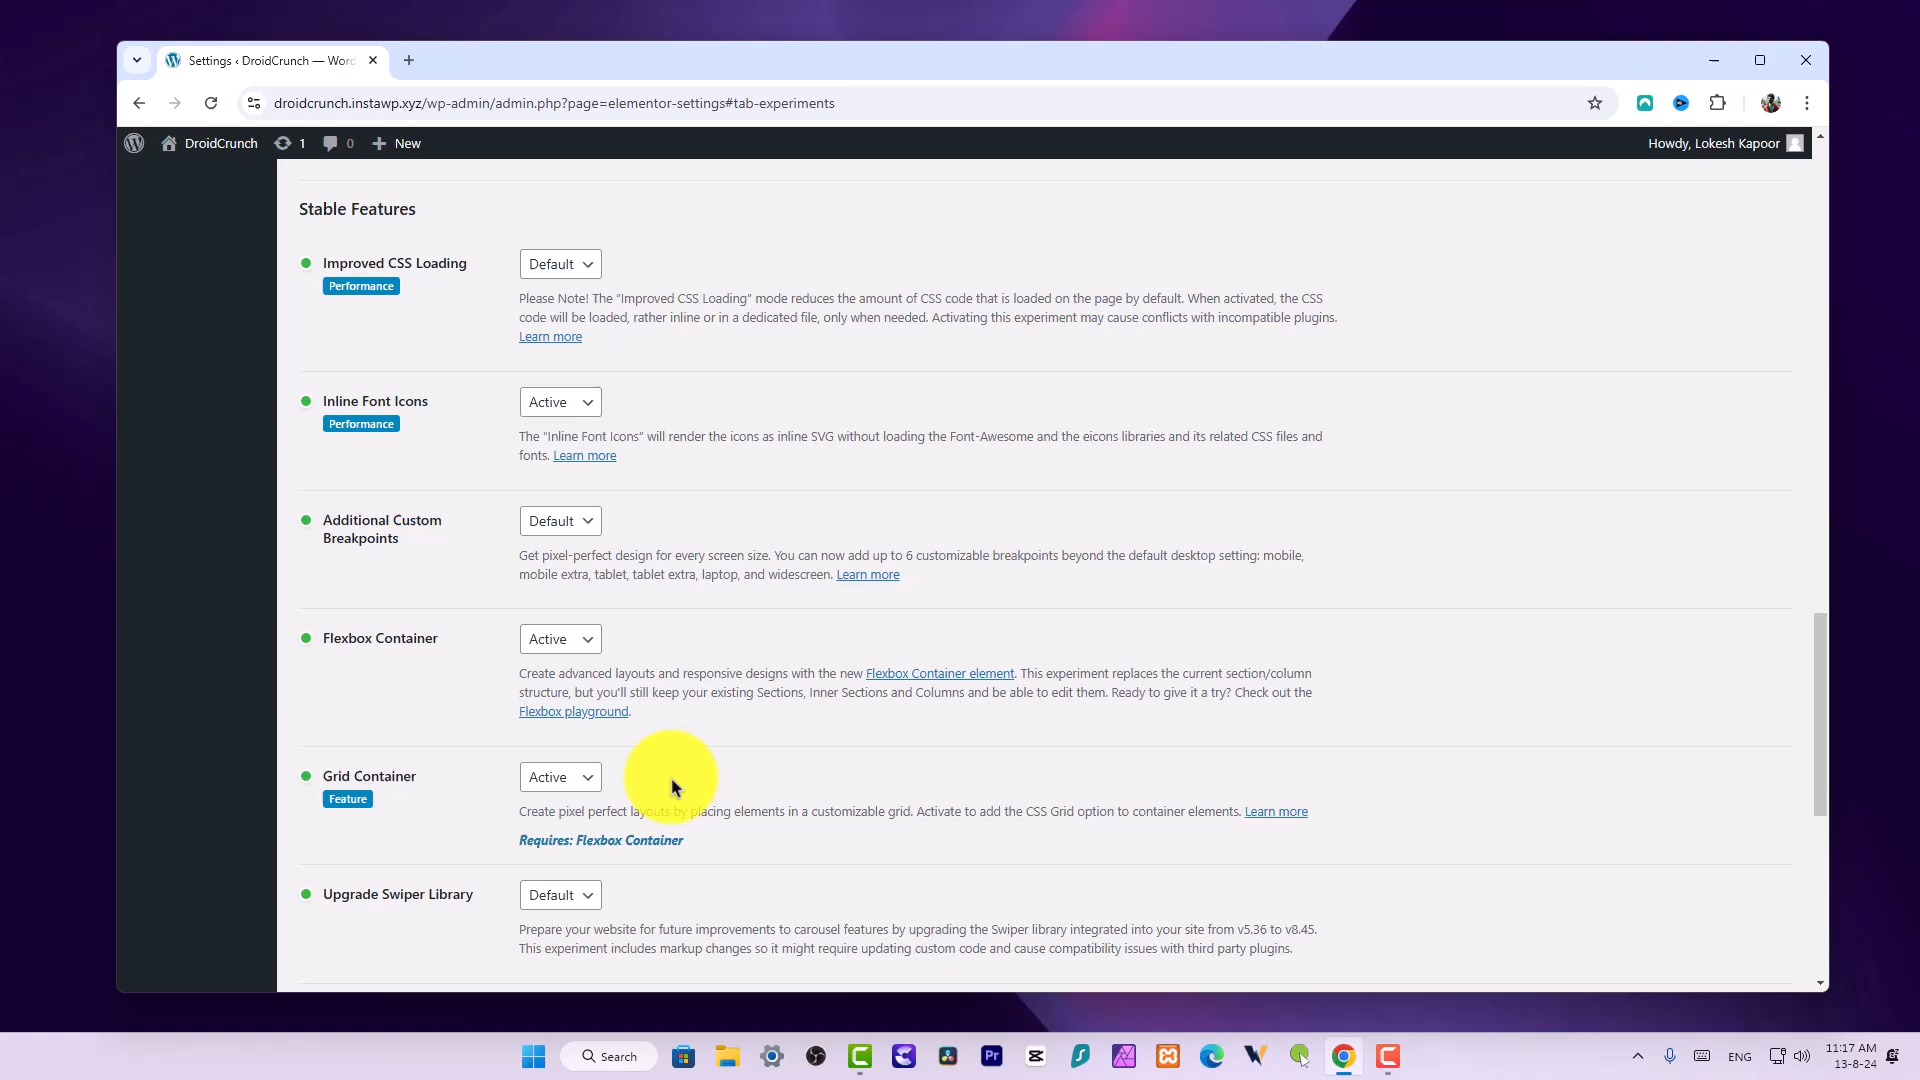 Settings ‹ DroidCrunch — Word
droidcrunch.instawp.xyz/wp-admin/admin.php?page=elementor-settings#tab-experiments
DroidCrunch 1 0 New Howdy, Lokesh Kapoor
Stable Features
Improved CSS Loading Default
Performance
Please Note! The “Improved CSS Loading” mode reduces the amount of CSS code that is loaded on the page by default. When activated, the CSS
code will be loaded, rather inline or in a dedicated file, only when needed. Activating this experiment may cause conflicts with incompatible plugins.
Learn more
Inline Font Icons Active
Performance
The “Inline Font Icons” will render the icons as inline SVG without loading the Font-Awesome and the eicons libraries and its related CSS files and
fonts. Learn more
Additional Custom
Breakpoints
Default
Get pixel-perfect design for every screen size. You can now add up to 6 customizable breakpoints beyond the default desktop setting: mobile,
mobile extra, tablet, tablet extra, laptop, and widescreen. Learn more
Flexbox Container Active
Create advanced layouts and responsive designs with the new Flexbox Container element. This experiment replaces the current section/column
structure, but you'll still keep your existing Sections, Inner Sections and Columns and be able to edit them. Ready to give it a try? Check out the
Flexbox playground.
Grid Container Active
Feature
Create pixel perfect layouts by placing elements in a customizable grid. Activate to add the CSS Grid option to container elements. Learn more
Requires: Flexbox Container
Upgrade Swiper Library Default
Prepare your website for future improvements to carousel features by upgrading the Swiper library integrated into your site from v5.36 to v8.45.
This experiment includes markup changes so it might require updating custom code and cause compatibility issues with third party plugins.
Search Pr ENG 11:17 AM
13-8-24